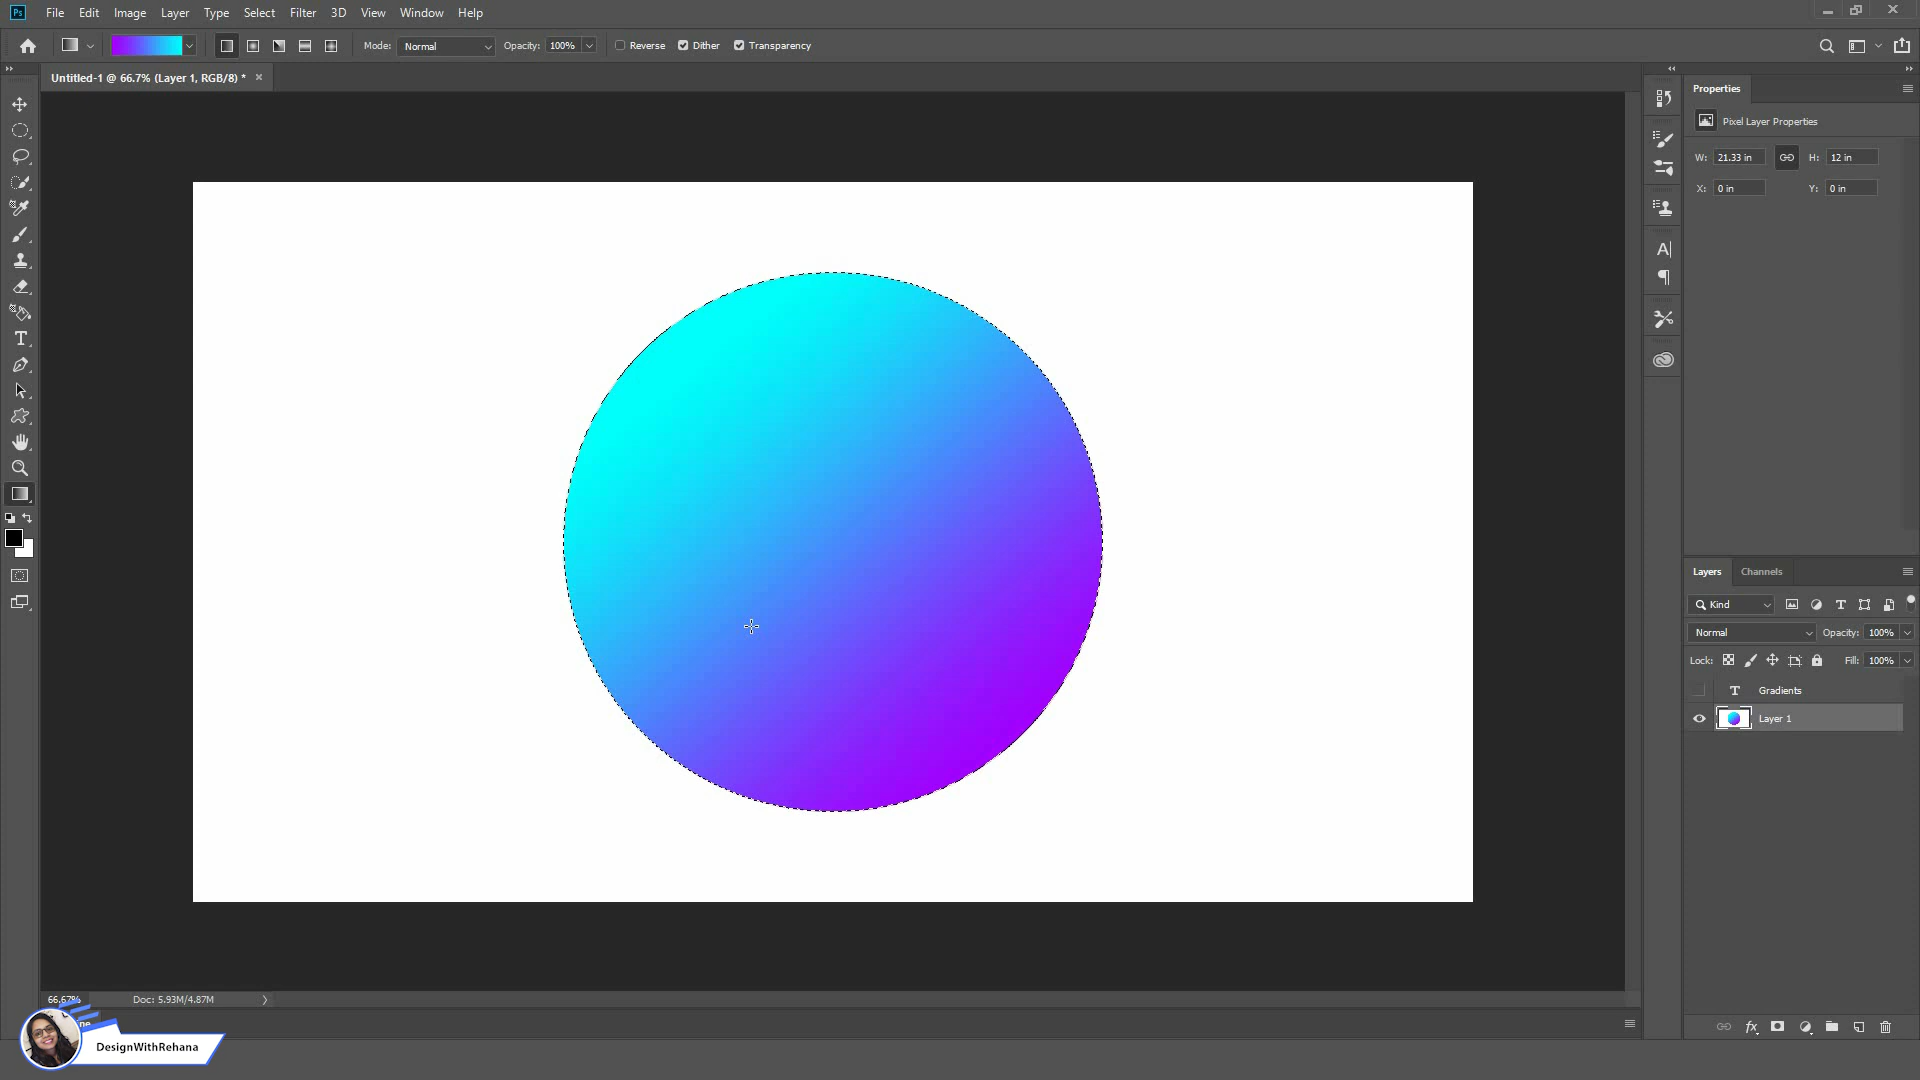 Ps File Edit Image Layer Type Select Filter 3D View Window Help
Mode: Normal Opacity: 100% Reverse Dither Transparency
Untitled-1 @ 66.7% (Layer 1, RGB/8) *
Properties
Pixel Layer Properties
W: 21.33 in H: 12 in
X: 0 in Y: 0 in
Layers Channels
Kind
Normal Opacity: 100%
Lock: Fill: 100%
T Gradients
Layer 1
66.67% Doc: 5.93M/4.87M
DesignWithRehana